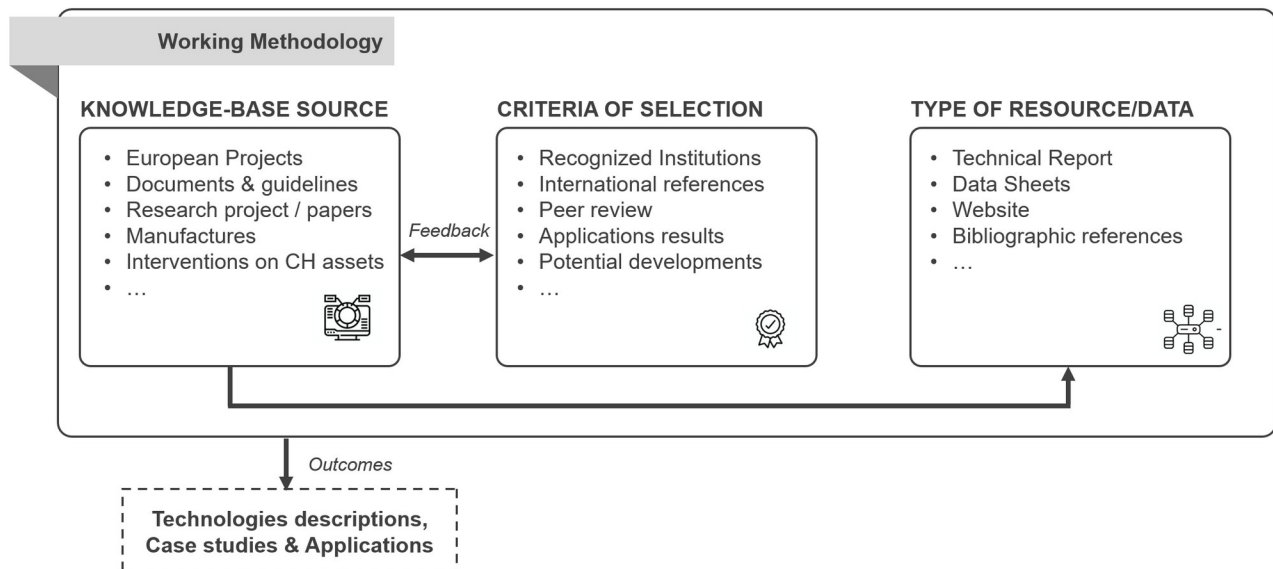 Working Methodology
KNOWLEDGE-BASE SOURCE
• European Projects
• Documents & guidelines
• Research project / papers
• Manufactures
• Interventions on CH assets
• …
Feedback
CRITERIA OF SELECTION
• Recognized Institutions
• International references
• Peer review
• Applications results
• Potential developments
• …
TYPE OF RESOURCE/DATA
• Technical Report
• Data Sheets
• Website
• Bibliographic references
• …
Outcomes
Technologies descriptions,
Case studies & Applications